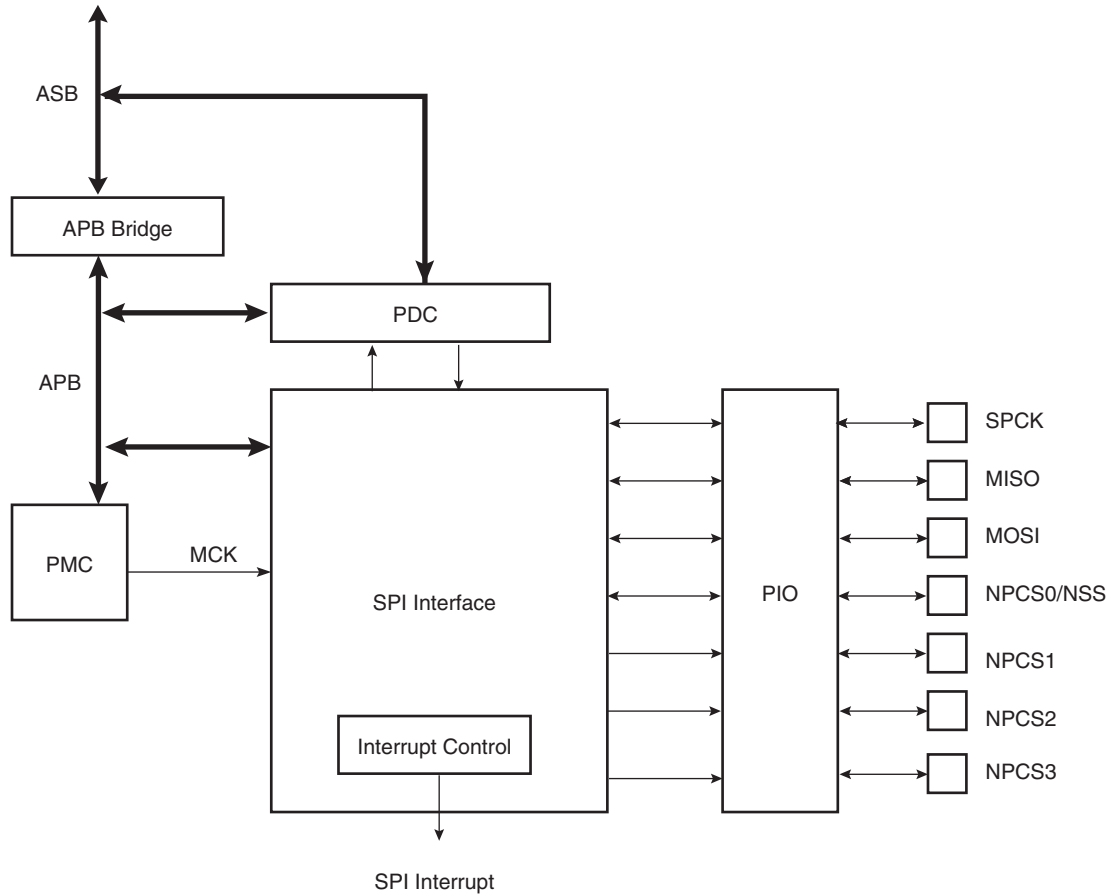 ASB
APB Bridge
PDC
APB
SPCK
MISO
MOSI
PMC
MCK
SPI Interface
PIO
NPCS0/NSS
NPCS1
NPCS2
Interrupt Control
NPCS3
SPI Interrupt